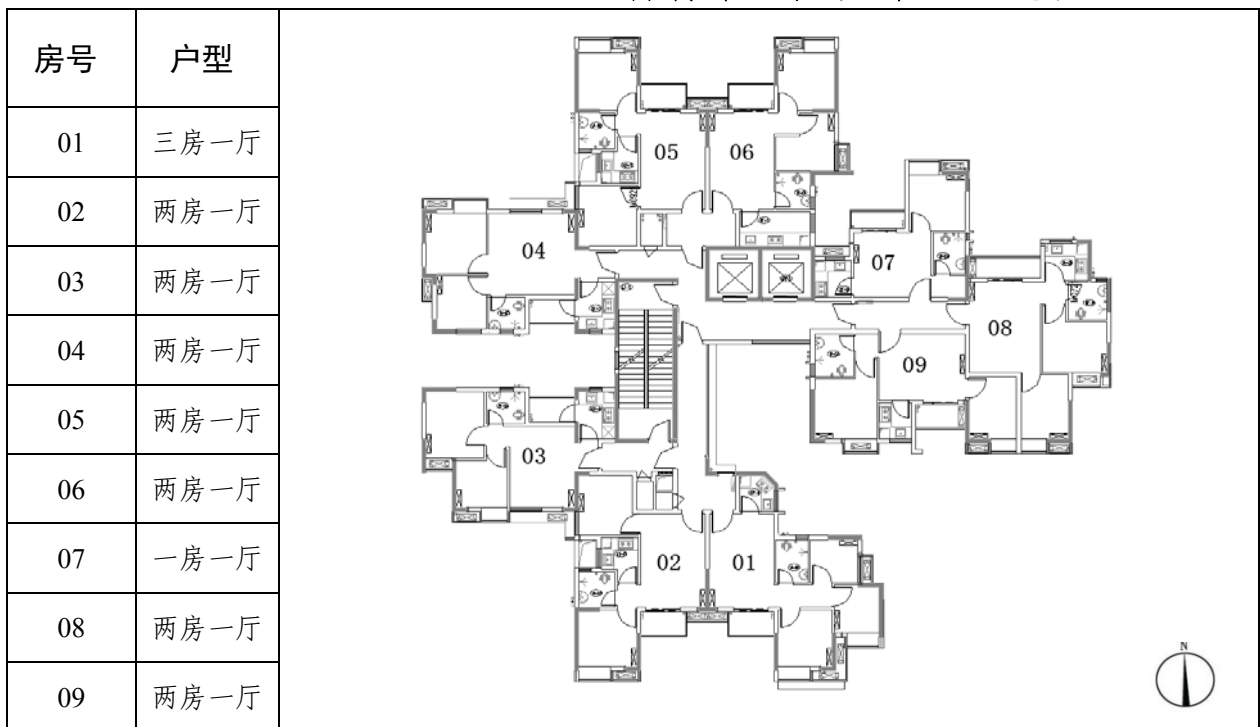 房号 户型
01 三房一厅
02 两房一厅
03 两房一厅
04 两房一厅
05 两房一厅
06 两房一厅
07 一房一厅
08 两房一厅
09 两房一厅
05 06
04 07
08
09
03
02 01
N